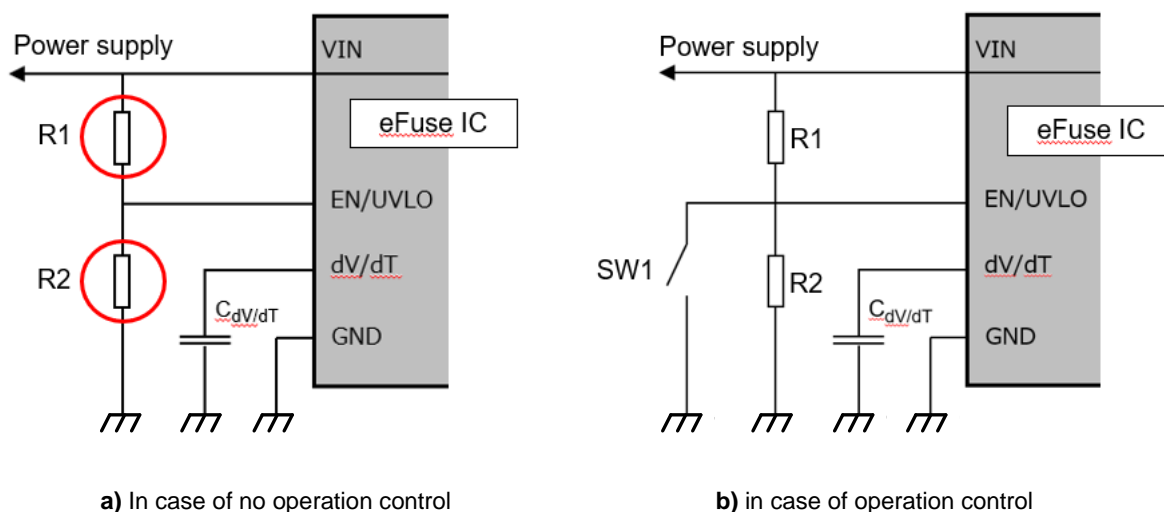 Power supply
VIN
eFuse IC
R1
EN/UVLO
R2
dV/dT
CdV/dT
GND
a) In case of no operation control
Power supply
VIN
eFuse IC
R1
EN/UVLO
SW1
R2
dV/dT
CdV/dT
GND
b) in case of operation control